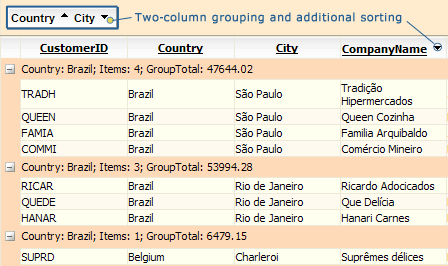 Country City Two-column grouping and additional sorting
CustomerID Country City CompanyName
Country: Brazil; Items: 4; GroupTotal: 47644.02
TRADH Brazil São Paulo Tradição Hipermercados
QUEEN Brazil São Paulo Queen Cozinha
FAMIA Brazil São Paulo Familia Arquibaldo
COMMI Brazil São Paulo Comércio Mineiro
Country: Brazil; Items: 3; GroupTotal: 53994.28
RICAR Brazil Rio de Janeiro Ricardo Adocicados
QUEDE Brazil Rio de Janeiro Que Delícia
HANAR Brazil Rio de Janeiro Hanari Carnes
Country: Brazil; Items: 1; GroupTotal: 6479.15
SUPRD Belgium Charleroi Suprêmes délices